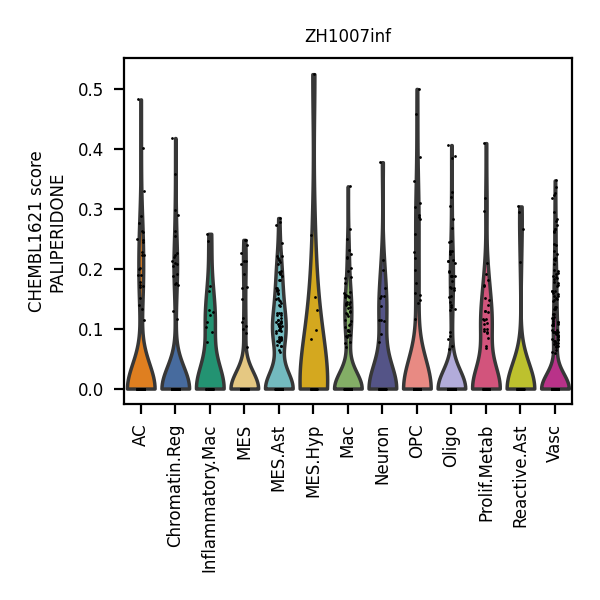 ZH1007inf
CHEMBL1621 score
PALIPERIDONE
0.5
0.4
0.3
0.2
0.1
0.0
AC
Chromatin.Reg
Inflammatory.Mac
MES
MES.Ast
MES.Hyp
Mac
Neuron
OPC
Oligo
Prolif.Metab
Reactive.Ast
Vasc